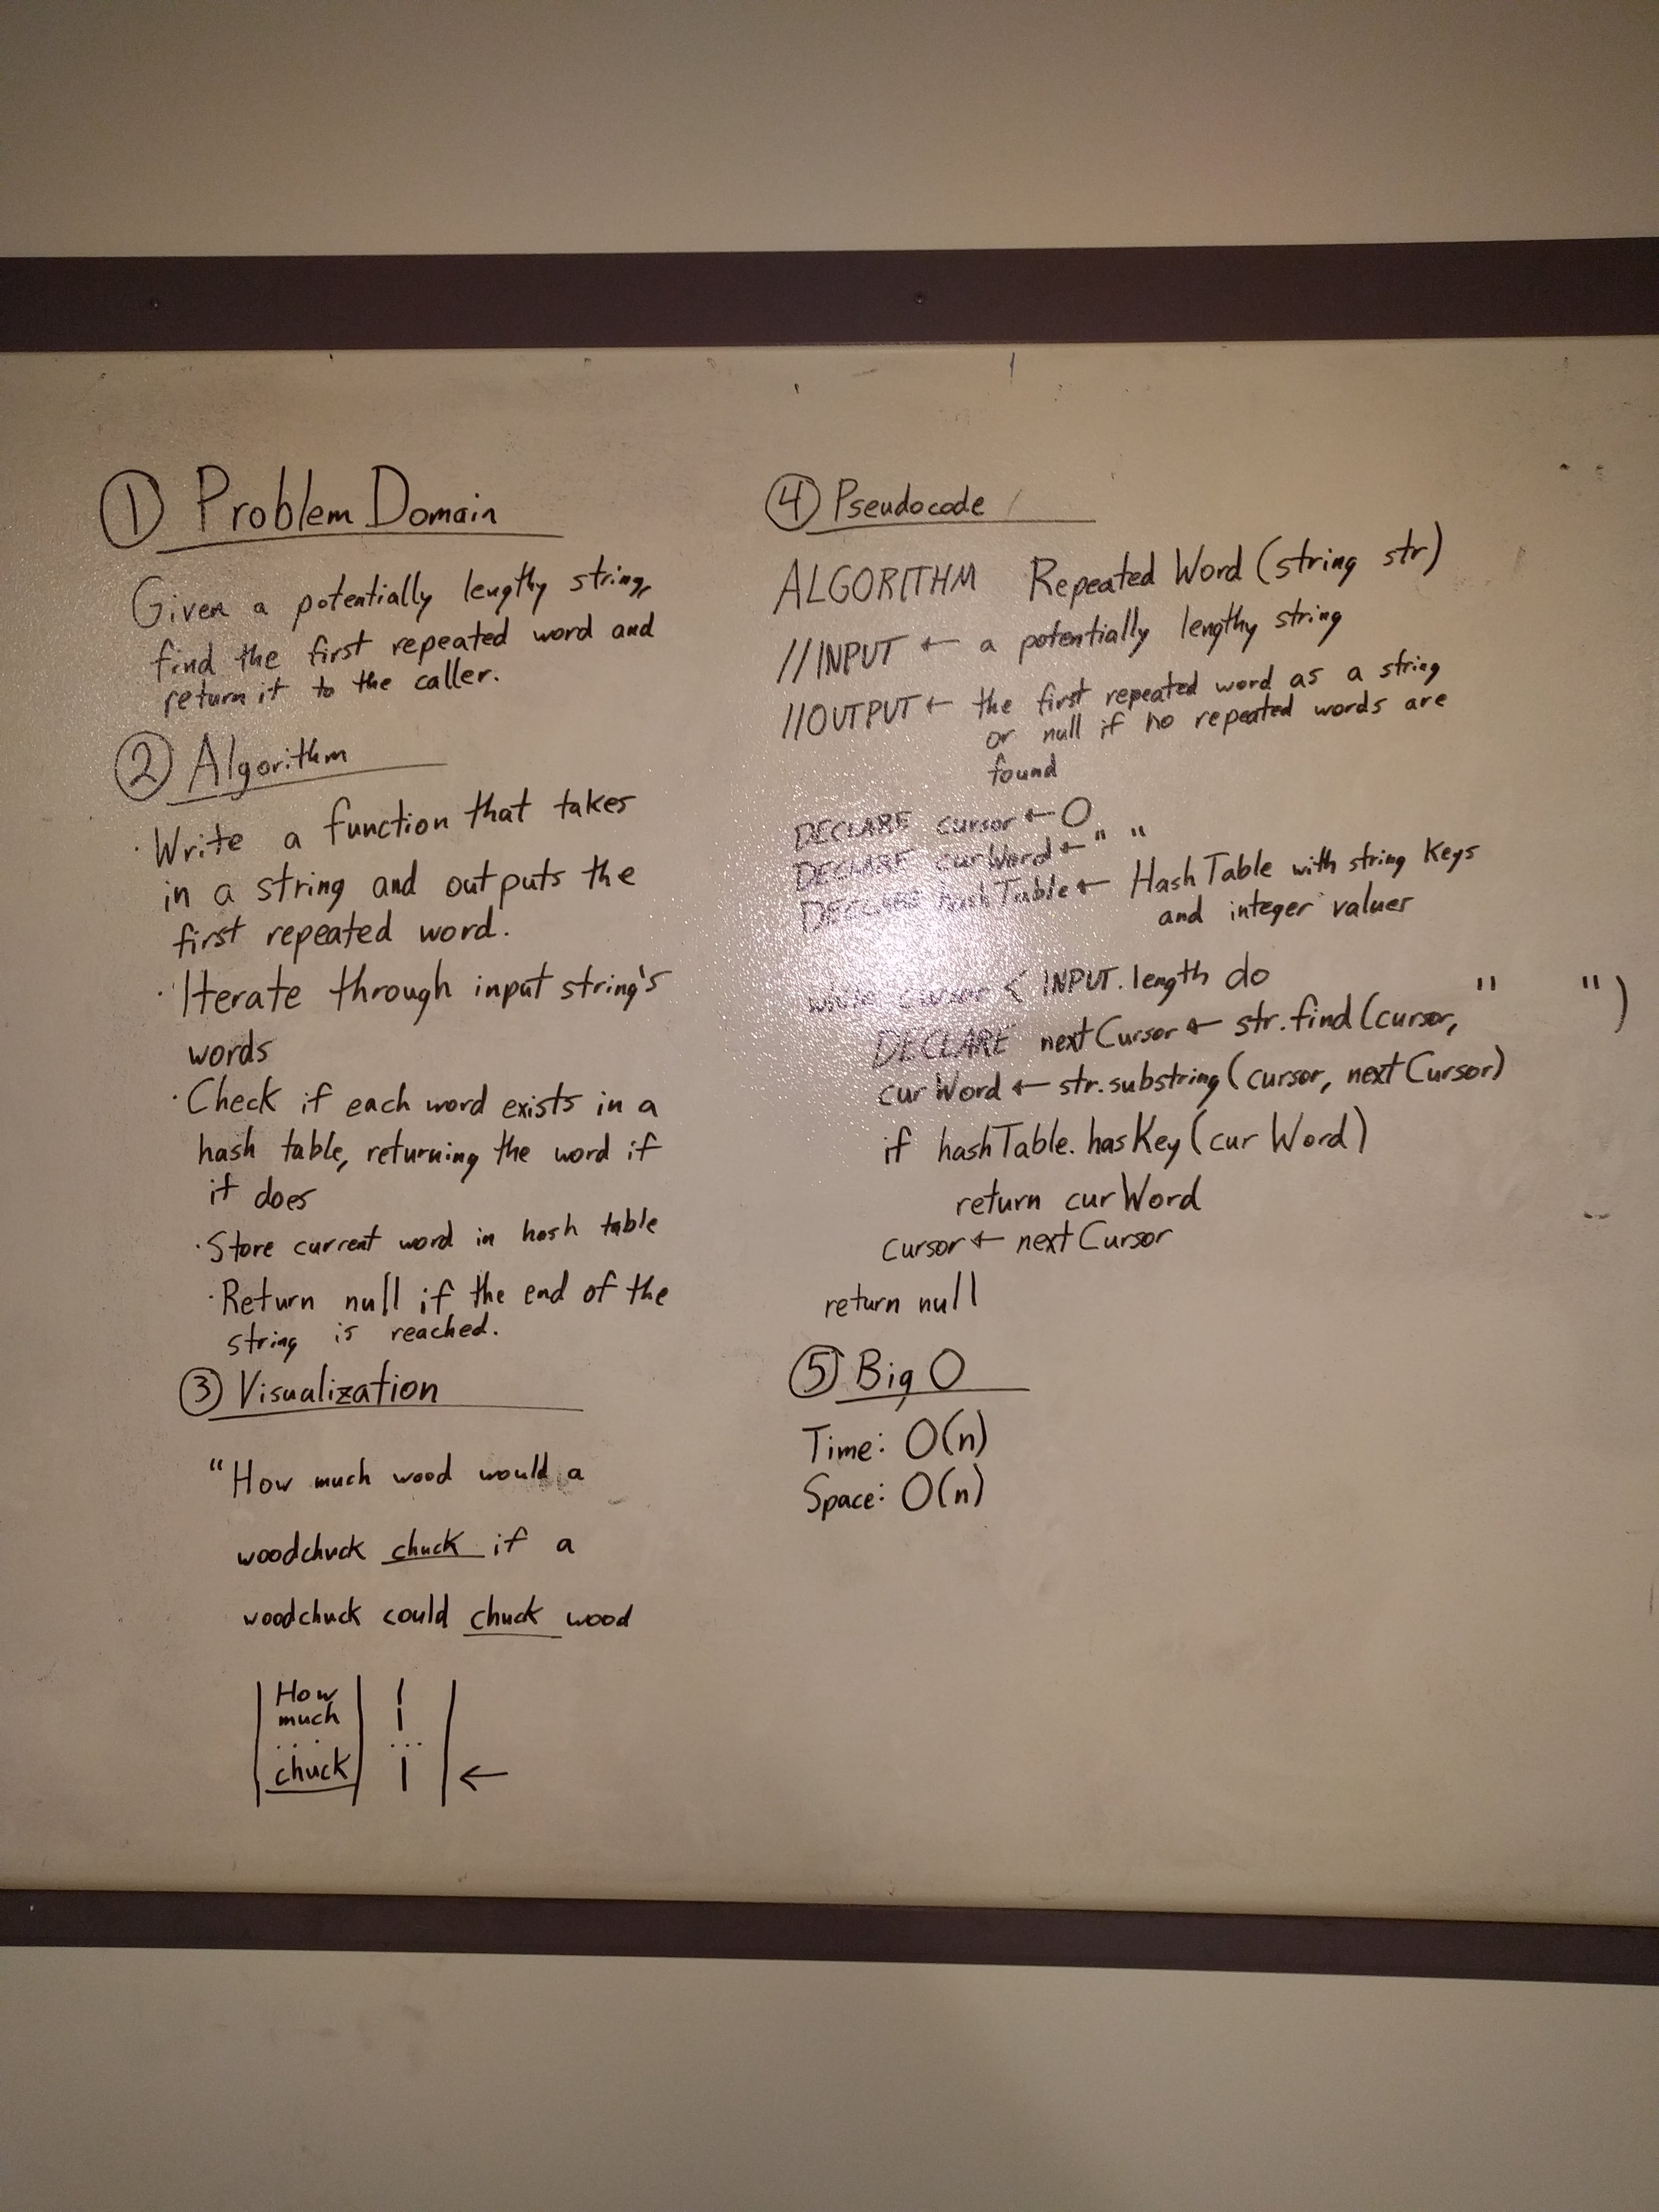 ① Problem Domain
Given a potentially lengthy string,
find the first repeated word and
return it to the caller.
② Algorithm
· Write a function that takes
in a string and outputs the
first repeated word.
· Iterate through input string's
words
· Check if each word exists in a
hash table, returning the word if
it does
· Store current word in hash table
· Return null if the end of the
string is reached.
③ Visualization
"How much wood would a
woodchuck chuck if a
woodchuck could chuck wood
How | 1
much | 1
... ...
chuck | 1 ←
④ Pseudocode
ALGORITHM Repeated Word (string str)
//INPUT ← a potentially lengthy string
//OUTPUT ← the first repeated word as a string
or null if no repeated words are
found
DECLARE cursor ← 0
DECLARE curWord ← " "
DECLARE hashTable ← HashTable with string keys
and integer values
while cursor < INPUT.length do
DECLARE nextCursor ← str.find(cursor, " ")
curWord ← str.substring(cursor, nextCursor)
if hashTable.hasKey(curWord)
return curWord
cursor ← nextCursor
return null
⑤ Big O
Time: O(n)
Space: O(n)